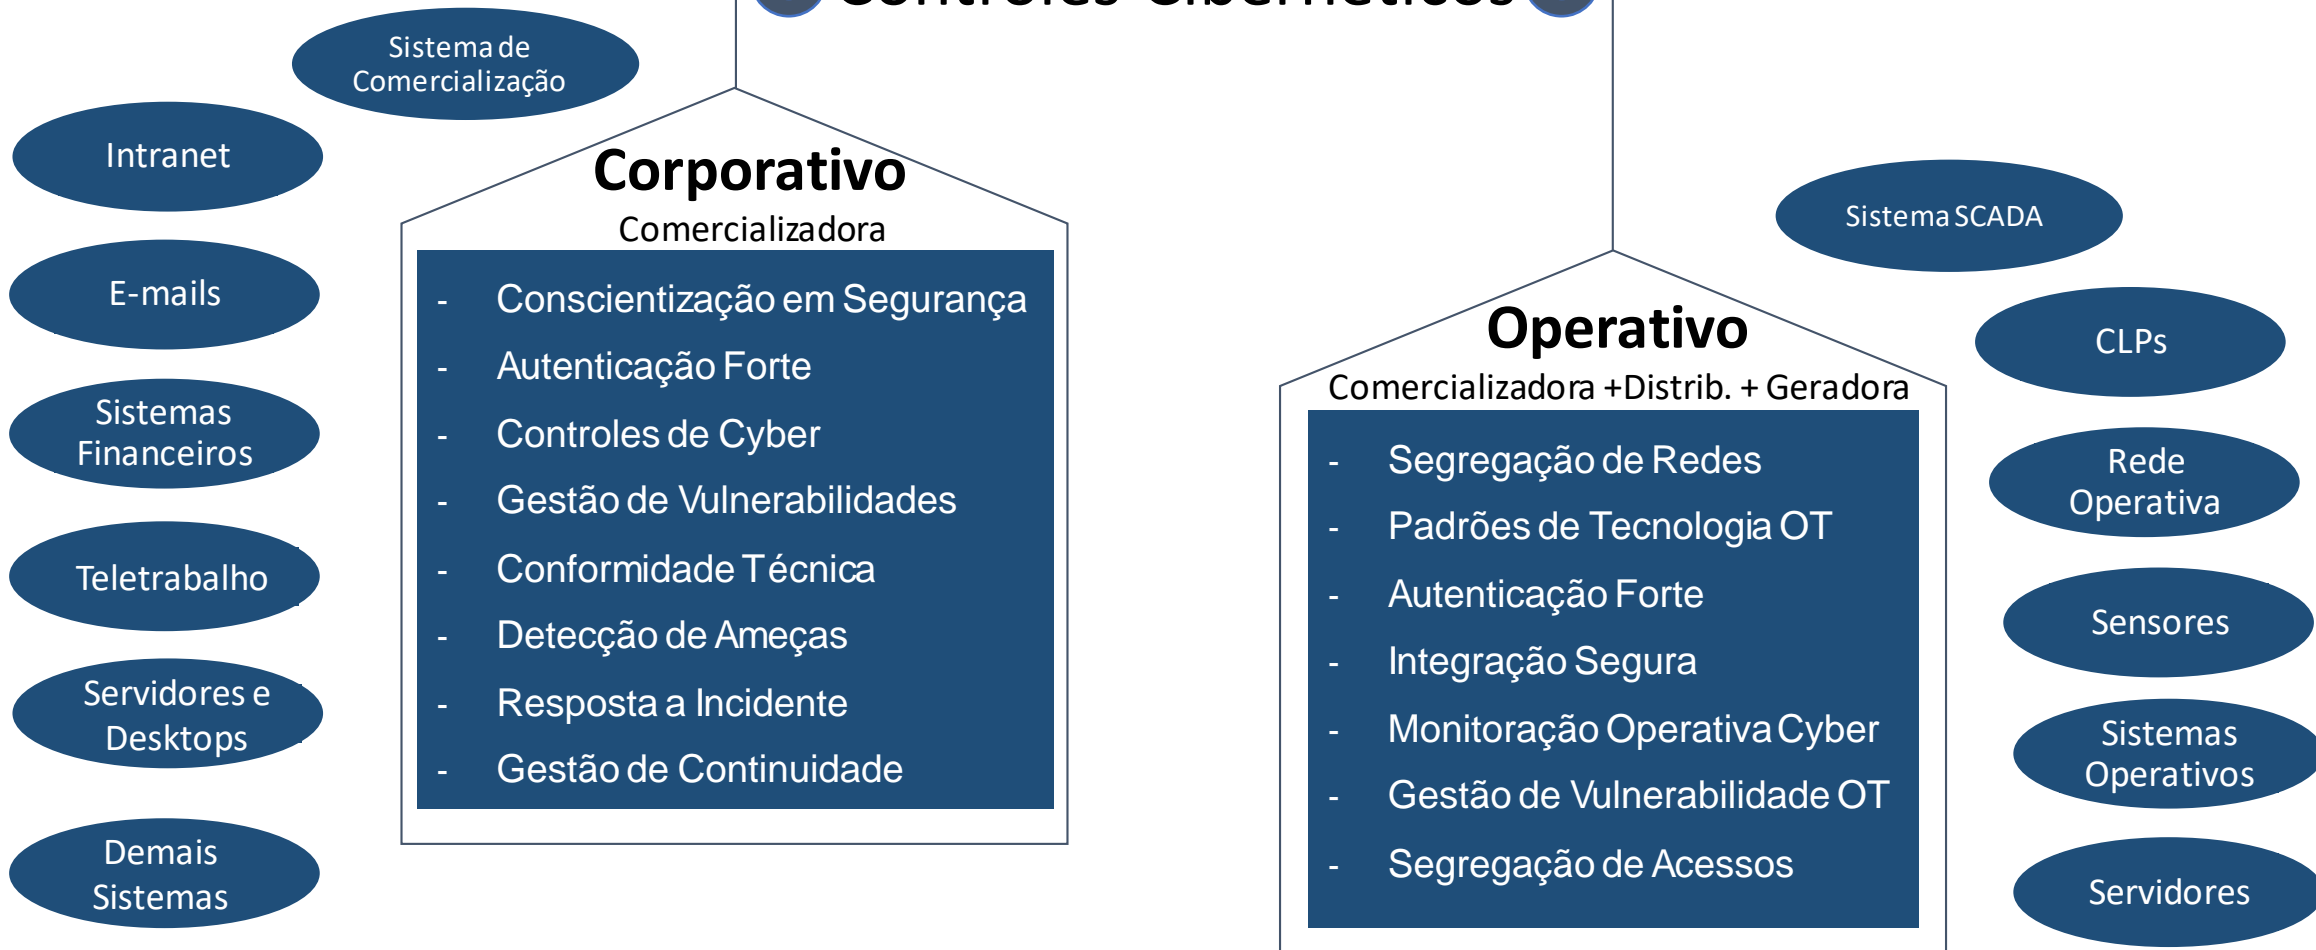 Controles Cibernéticos
Sistema de
Comercialização
Intranet
E-mails
Sistemas
Financeiros
Teletrabalho
Servidores e
Desktops
Demais
Sistemas
Corporativo
Comercializadora
- Conscientização em Segurança
- Autenticação Forte
- Controles de Cyber
- Gestão de Vulnerabilidades
- Conformidade Técnica
- Detecção de Ameças
- Resposta a Incidente
- Gestão de Continuidade
Operativo
Comercializadora +Distrib. + Geradora
- Segregação de Redes
- Padrões de Tecnologia OT
- Autenticação Forte
- Integração Segura
- Monitoração Operativa Cyber
- Gestão de Vulnerabilidade OT
- Segregação de Acessos
Sistema SCADA
CLPs
Rede
Operativa
Sensores
Sistemas
Operativos
Servidores